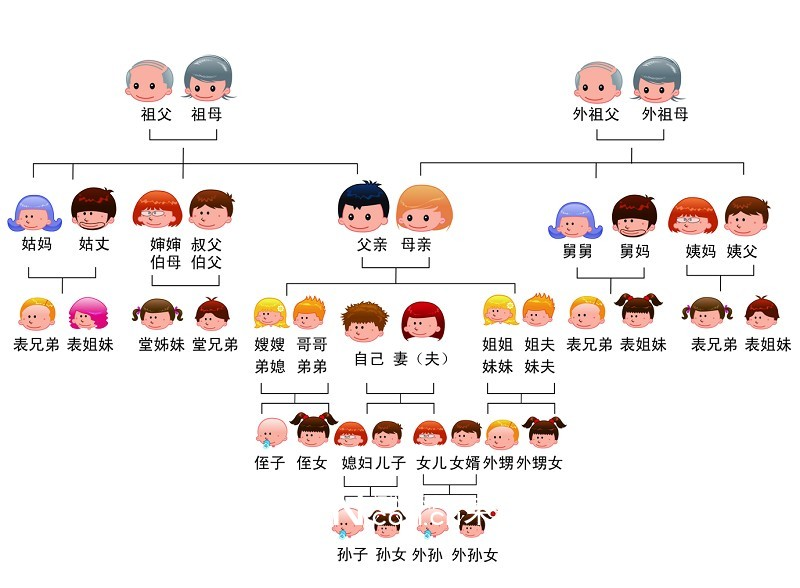 祖父 祖母 外祖父 外祖母
姑妈 姑丈 婶婶 叔父 父亲 母亲 舅舅 舅妈 姨妈 姨父
伯母 伯父
表兄弟 表姐妹 堂姊妹 堂兄弟 嫂嫂 哥哥 自己 妻（夫） 姐姐 姐夫 表兄弟 表姐妹 表兄弟 表姐妹
弟媳 弟弟 妹妹 妹夫
侄子 侄女 媳妇 儿子 女儿 女婿 外甥 外甥女
孙子 孙女 外孙 外孙女